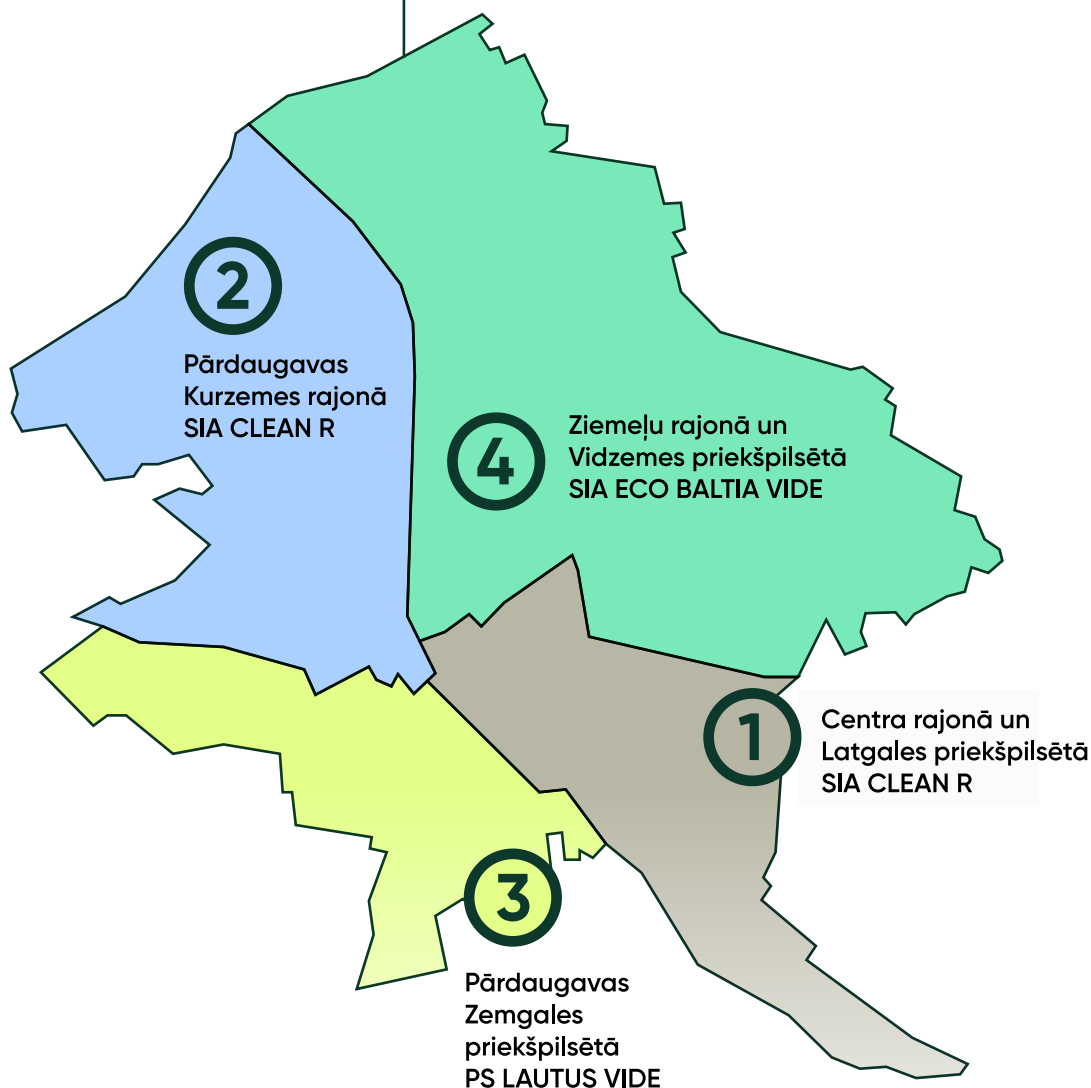 2
Pārdaugavas
Kurzemes rajonā
SIA CLEAN R
4
Ziemeļu rajonā un
Vidzemes priekšpilsētā
SIA ECO BALTIA VIDE
1
Centra rajonā un
Latgales priekšpilsētā
SIA CLEAN R
3
Pārdaugavas
Zemgales
priekšpilsētā
PS LAUTUS VIDE